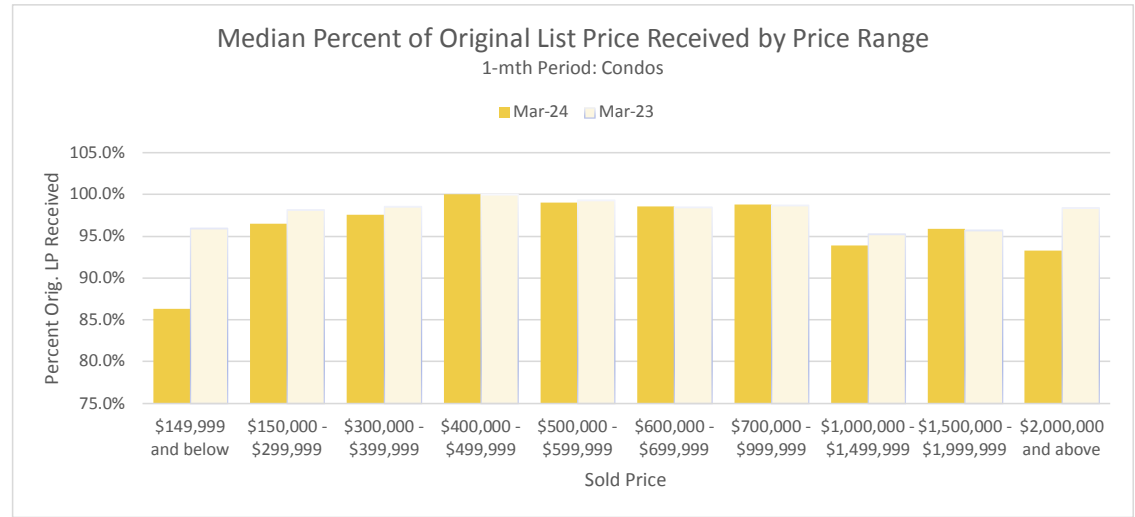 Median Percent of Original List Price Received by Price Range
1-mth Period: Condos
Mar-24 Mar-23
Percent Orig. LP Received
105.0%
100.0%
95.0%
90.0%
85.0%
80.0%
75.0%
$149,999 $150,000 - $300,000 - $400,000 - $500,000 - $600,000 - $700,000 - $1,000,000 - $1,500,000 - $2,000,000
and below $299,999 $399,999 $499,999 $599,999 $699,999 $999,999 $1,499,999 $1,999,999 and above
Sold Price